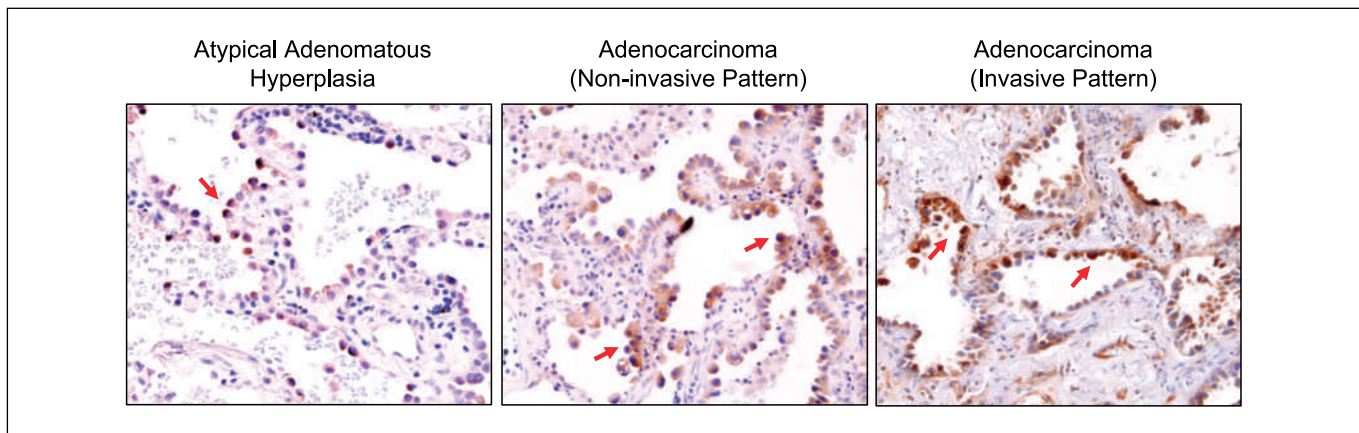 Atypical Adenomatous
Hyperplasia
Adenocarcinoma
(Non-invasive Pattern)
Adenocarcinoma
(Invasive Pattern)